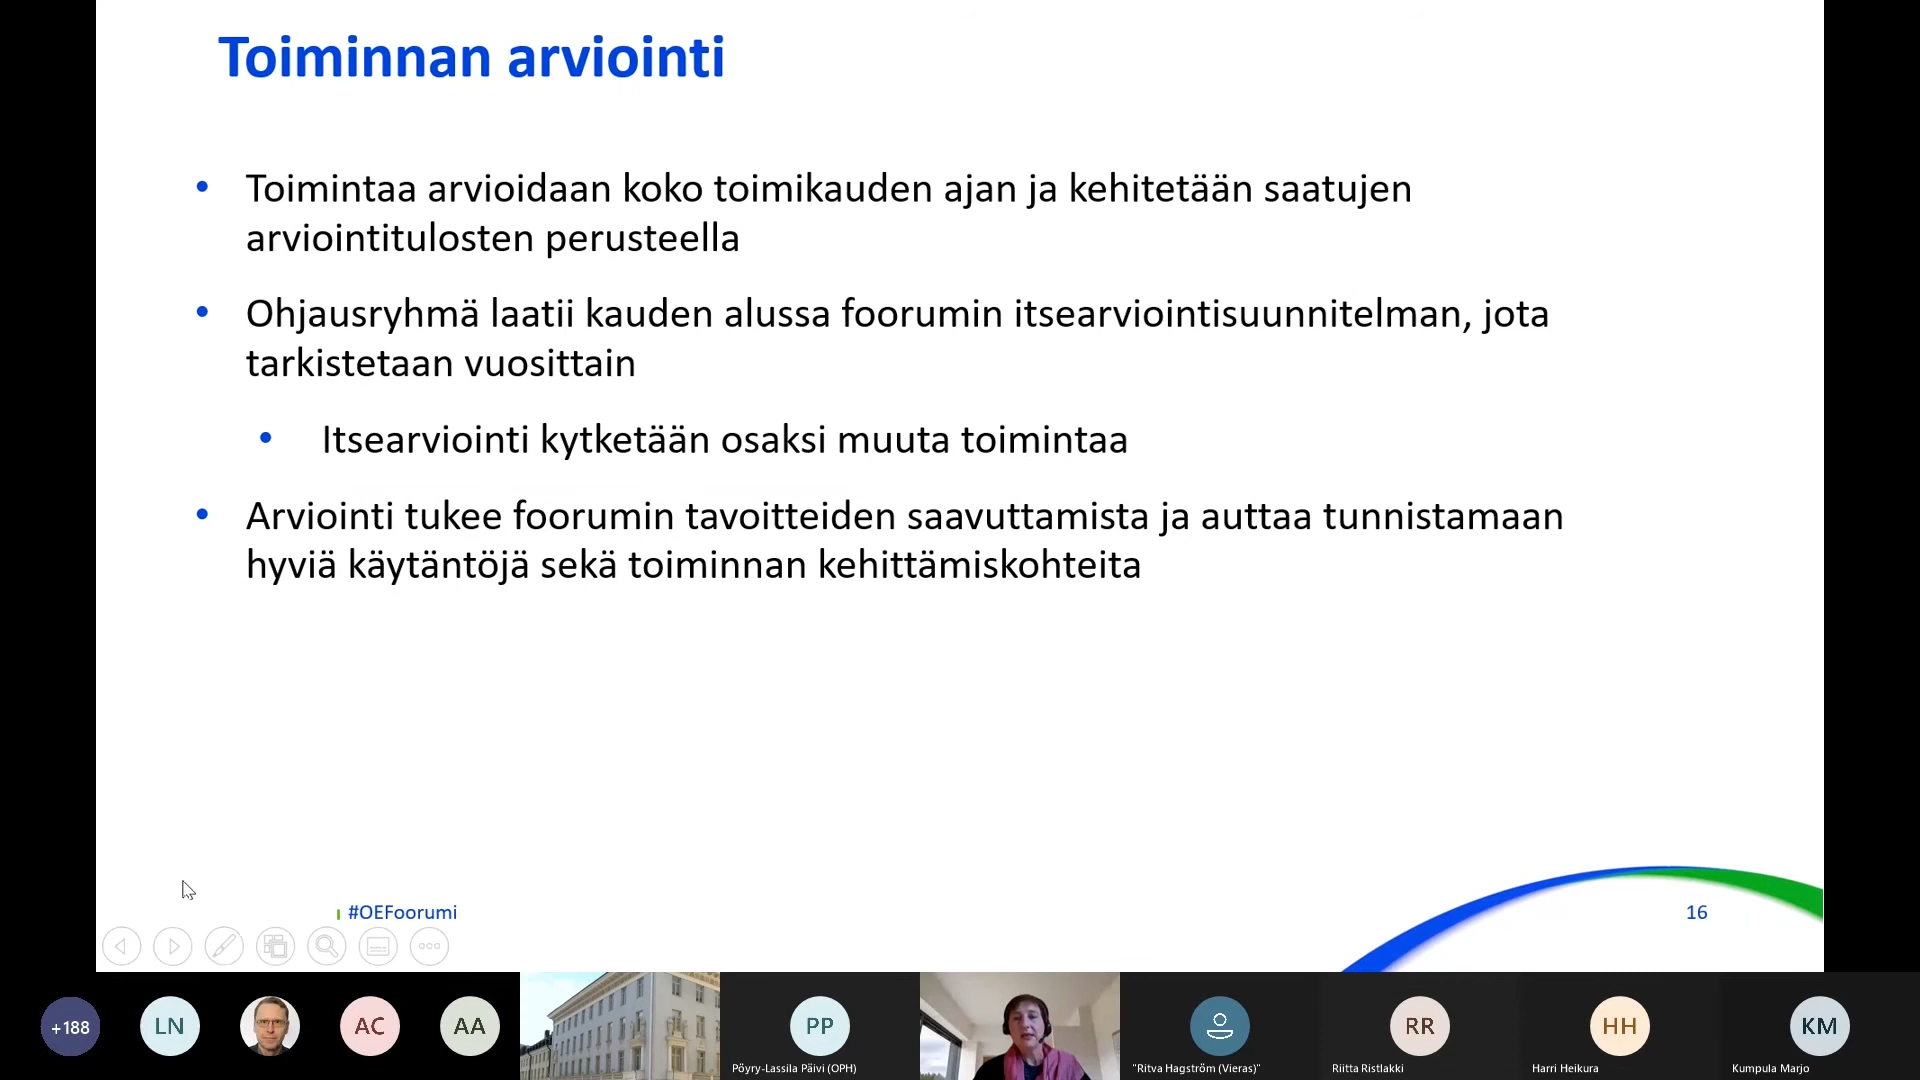 Toiminnan arviointi
• Toimintaa arvioidaan koko toimikauden ajan ja kehitetään saatujen
arviointitulosten perusteella
• Ohjausryhmä laatii kauden alussa foorumin itsearviointisuunnitelman, jota
tarkistetaan vuosittain
• Itsearviointi kytketään osaksi muuta toimintaa
• Arviointi tukee foorumin tavoitteiden saavuttamista ja auttaa tunnistamaan
hyviä käytäntöjä sekä toiminnan kehittämiskohteita
#OEFoorumi
16
+188
LN
AC
AA
PP
RR
HH
KM
Pöyry-Lassila Päivi (OPH)
"Ritva Hagström (Vieras)"
Riitta Ristlakki
Harri Heikura
Kumpula Marjo